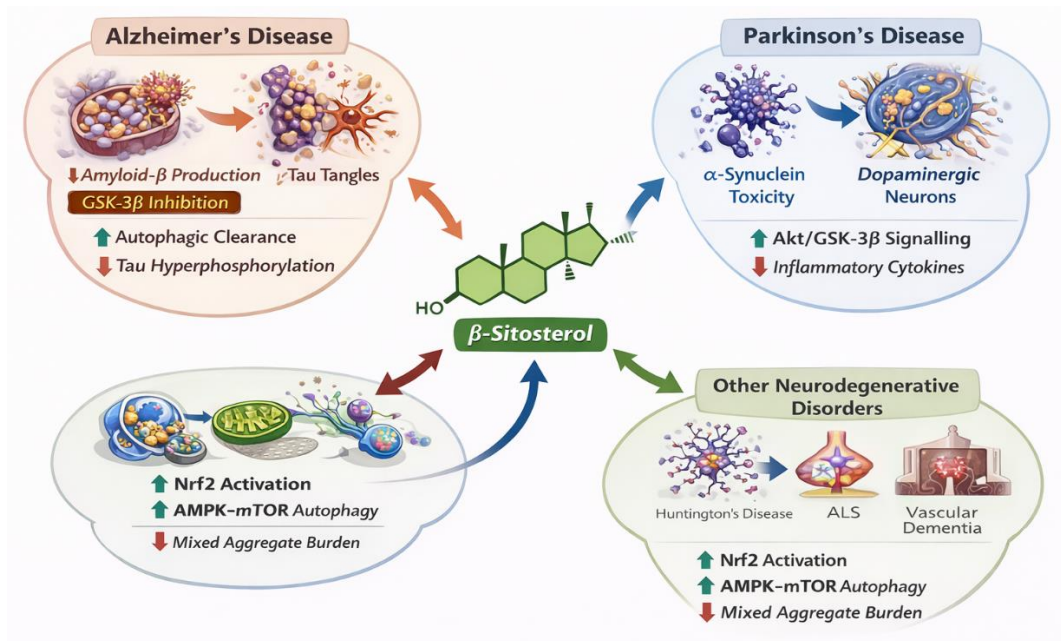 Alzheimer's Disease
Amyloid-β Production
Tau Tangles
GSK-3β Inhibition
Autophagic Clearance
Tau Hyperphosphorylation
Parkinson's Disease
α-Synuclein
Toxicity
Dopaminergic
Neurons
Akt/GSK-3β Signalling
Inflammatory Cytokines
HO
β-Sitosterol
Nrf2 Activation
AMPK–mTOR Autophagy
Mixed Aggregate Burden
Other Neurodegenerative
Disorders
Huntington's Disease
ALS
Vascular
Dementia
Nrf2 Activation
AMPK–mTOR Autophagy
Mixed Aggregate Burden